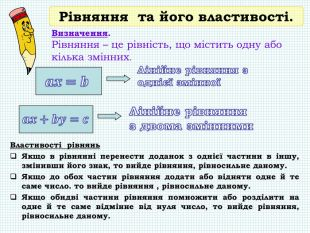 Рівняння та його властивості.
Визначення.
Рівняння – це рівність, що містить одну або
кілька змінних.
ax = b
Лінійне рівняння з
однією змінної
ax + by = c
Лінійне рівняння
з двома змінними
Властивості рівнянь
Якщо в рівнянні перенести доданок з однієї частини в іншу,
змінивши його знак, то вийде рівняння, рівносильне даному.
Якщо до обох частин рівняння додати або відняти одне й те
саме число. то вийде рівняння , рівносильне даному.
Якщо обидві частини рівняння помножити або розділити на
одне й те саме відмінне від нуля число, то вийде рівняння,
рівносильне даному.